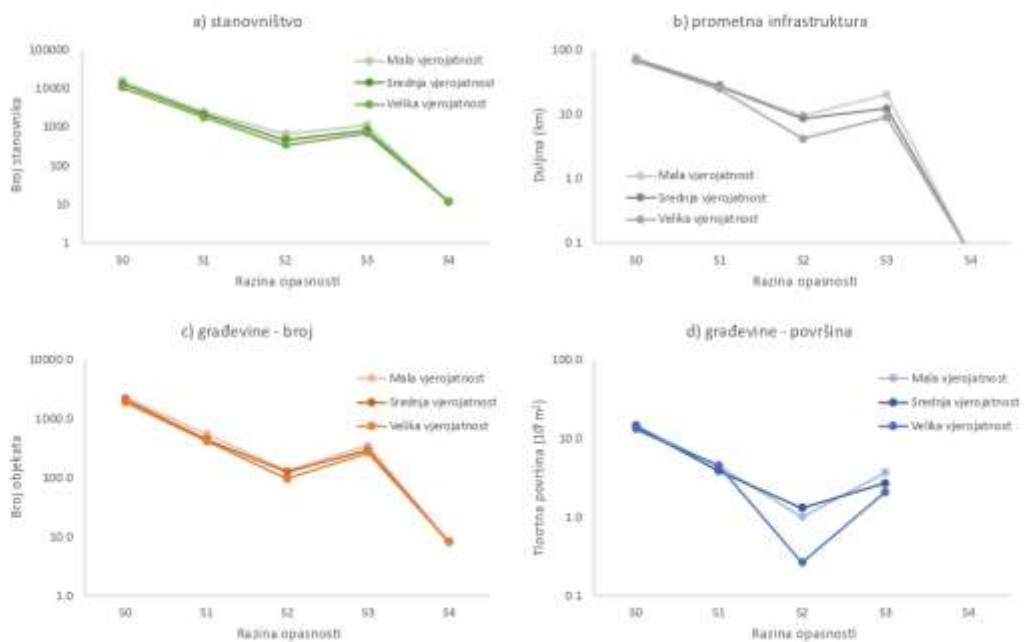 a) stanovništvo
100000
10000
1000
100
10
1
Broj stanovnika
Mala vjerojatnost
Srednja vjerojatnost
Velika vjerojatnost
S0 S1 S2 S3 S4
Razina opasnosti
b) prometna infrastruktura
100.0
10.0
1.0
0.1
Duljina (km)
Mala vjerojatnost
Srednja vjerojatnost
Velika vjerojatnost
S0 S1 S2 S3 S4
Razina opasnosti
c) građevine - broj
10000.0
1000.0
100.0
10.0
1.0
Broj objekata
Mala vjerojatnost
Srednja vjerojatnost
Velika vjerojatnost
S0 S1 S2 S3 S4
Razina opasnosti
d) građevine - površina
100.0
10.0
1.0
0.1
Tlocrtna površina
Mala vjerojatnost
Srednja vjerojatnost
Velika vjerojatnost
S0 S1 S2 S3 S4
Razina opasnosti